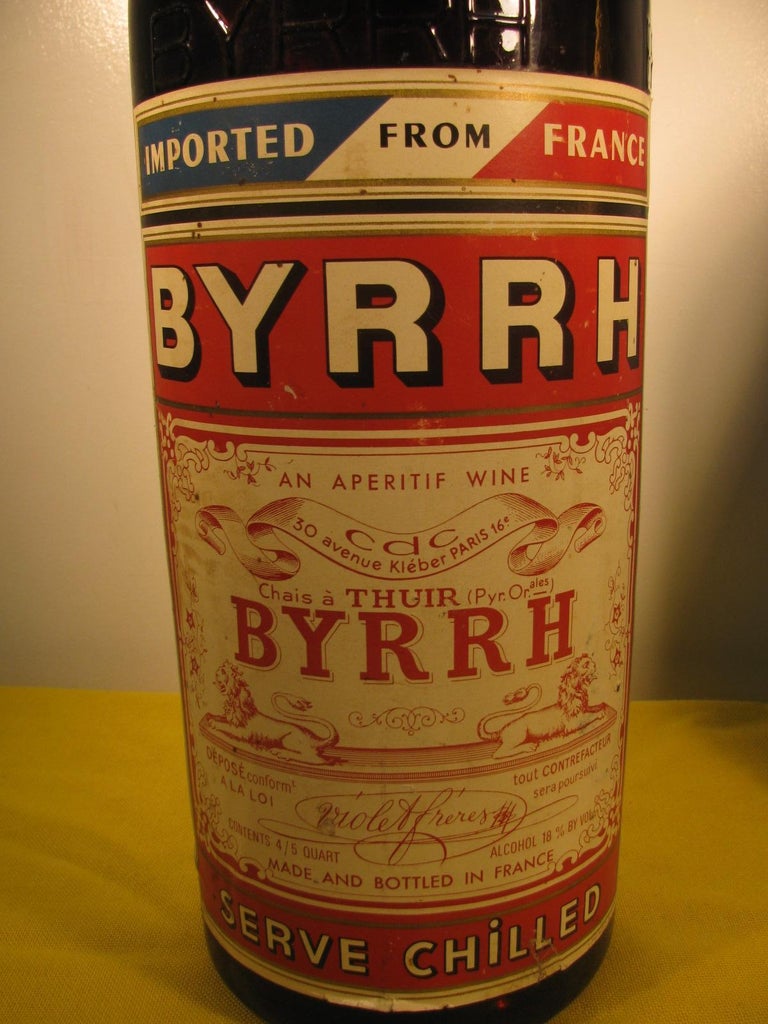 BYRRH
IMPORTED FROM FRANCE
BYRRH
AN APERITIF WINE
cdc
30 avenue Kléber PARIS 16e
Chais à THUIR (Pyr. Or.ales)
BYRRH
DÉPOSÉ conformt
A LA LOI
tout CONTREFACTEUR
sera poursuivi
Violet frères
CONTENTS 4/5 QUART
ALCOHOL 18 % BY VOL.
MADE AND BOTTLED IN FRANCE
SERVE CHiLLED